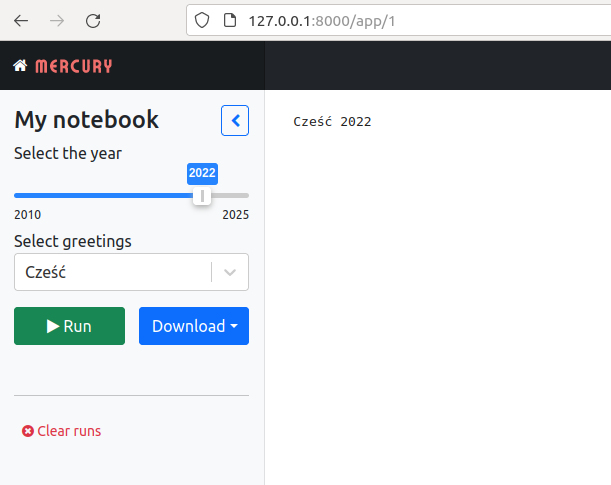 127.0.0.1:8000/app/1
MERCURY
My notebook
Select the year
2022
2010 2025
Select greetings
Cześć
Run Download
Clear runs
Cześć 2022